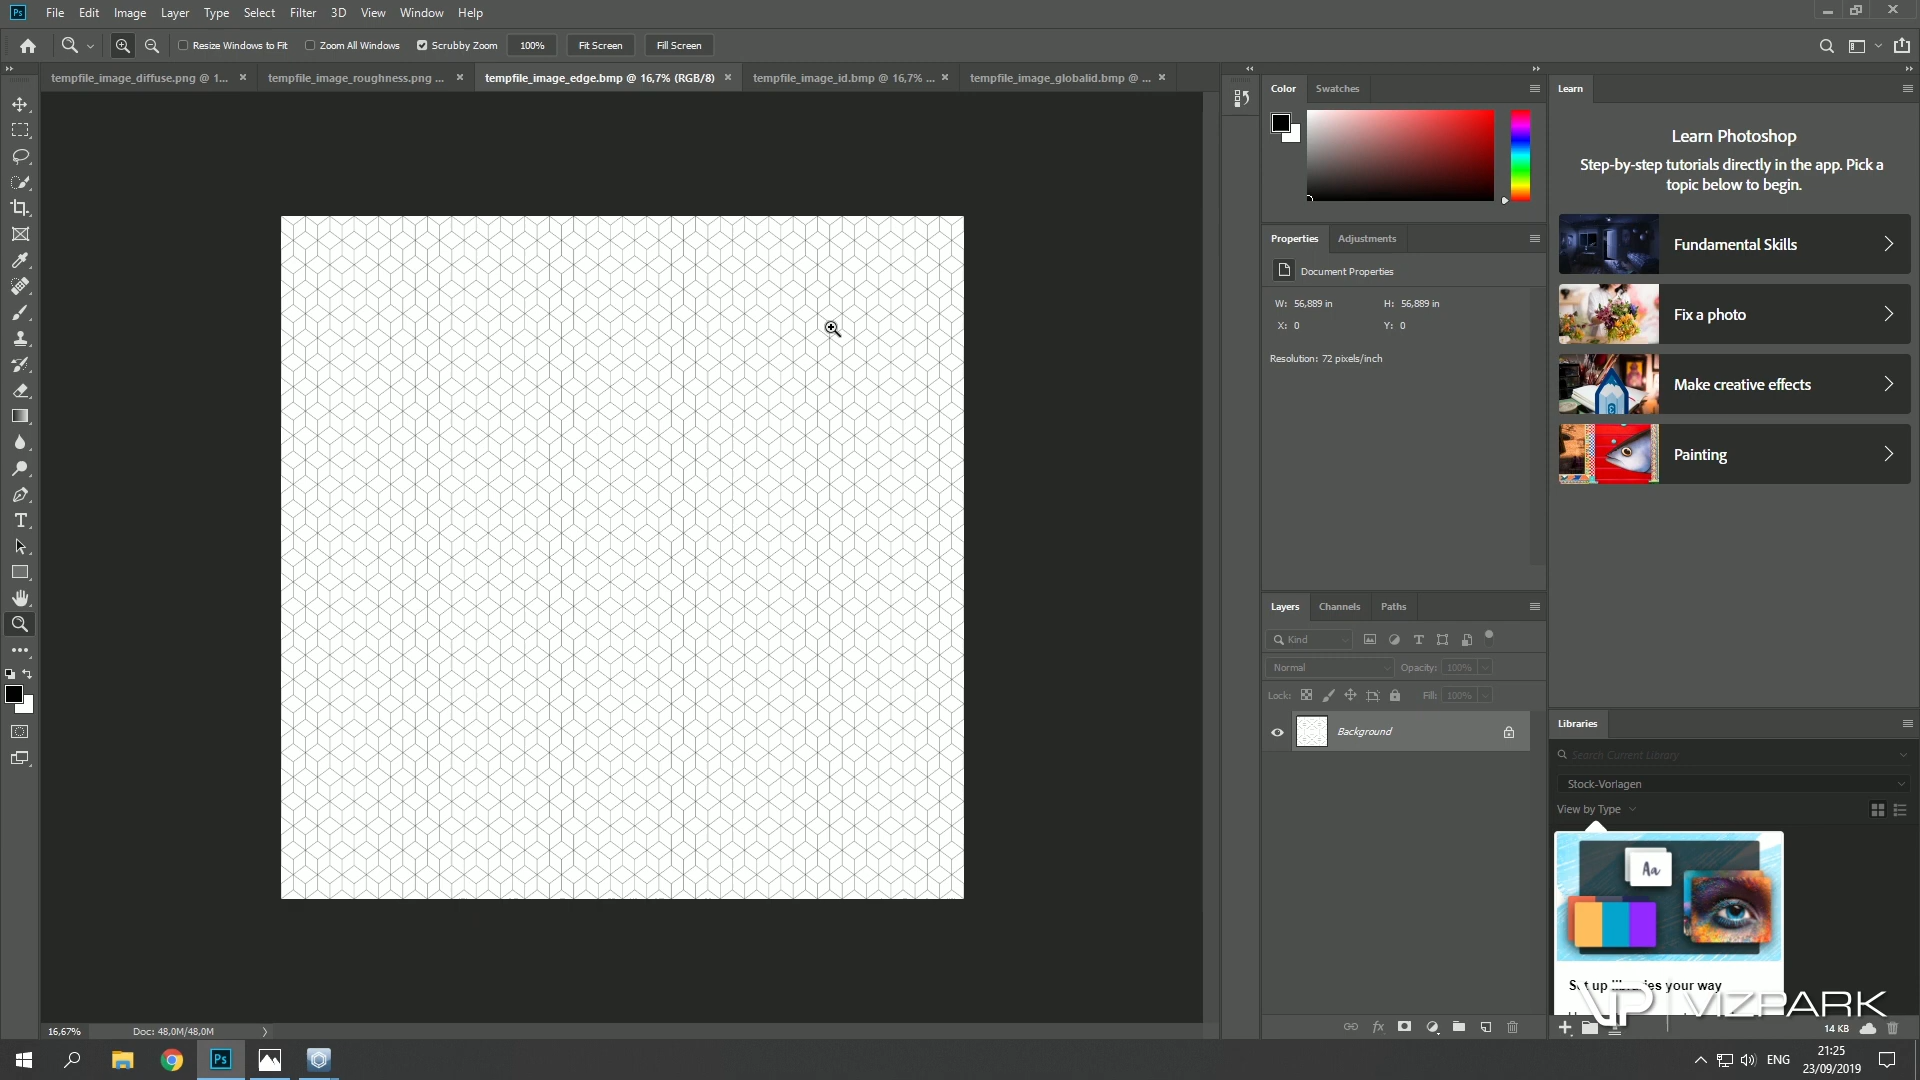 Ps File Edit Image Layer Type Select Filter 3D View Window Help
Resize Windows to Fit Zoom All Windows Scrubby Zoom 100% Fit Screen Fill Screen
tempfile_image_diffuse.png @ 1... tempfile_image_roughness.png ... tempfile_image_edge.bmp @ 16,7% (RGB/8) tempfile_image_id.bmp @ 16,7% ... tempfile_image_globalid.bmp @ ...
Color Swatches
Properties Adjustments
Document Properties
W: 56,889 in H: 56,889 in
X: 0 Y: 0
Resolution: 72 pixels/inch
Layers Channels Paths
Kind
Normal Opacity: 100%
Lock: Fill: 100%
Background
Learn
Learn Photoshop
Step-by-step tutorials directly in the app. Pick a
topic below to begin.
Fundamental Skills
Fix a photo
Make creative effects
Painting
Libraries
Search Current Library
Stock-Vorlagen
View by Type
Aa
Set up libraries your way
VP | VIZPARK
14 KB
16,67% Doc: 48,0M/48,0M
Ps
ENG
21:25
23/09/2019